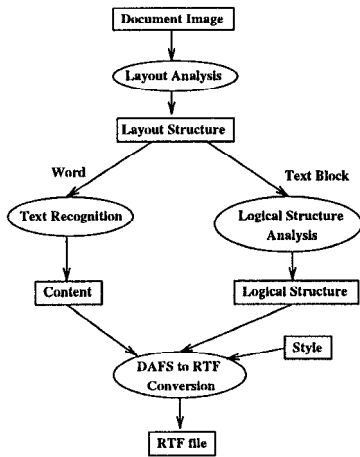 Document Image
Layout Analysis
Layout Structure
Word
Text Block
Text Recognition
Logical Structure
Analysis
Content
Logical Structure
Style
DAFS to RTF
Conversion
RTF file